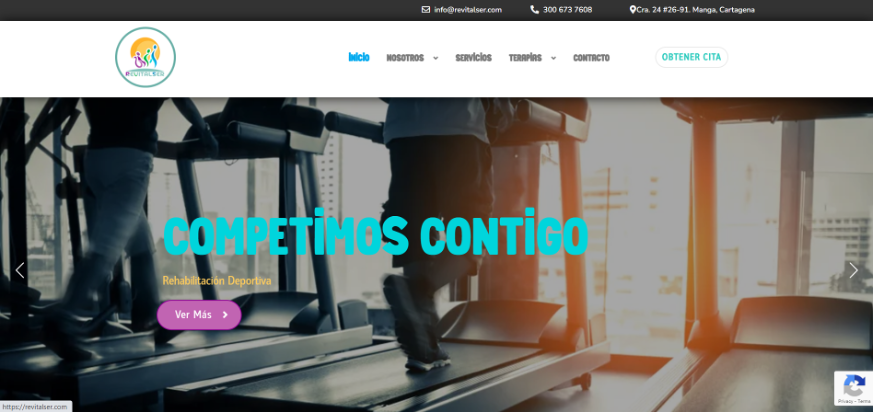 info@revitalser.com 300 673 7608 Cra. 24 #26-91. Manga, Cartagena
REVITALSER
INICIO NOSOTROS SERVICIOS TERAPIAS CONTACTO OBTENER CITA
COMPETIMOS CONTIGO
Rehabilitación Deportiva
Ver Más
https://revitalser.com
Privacy - Terms